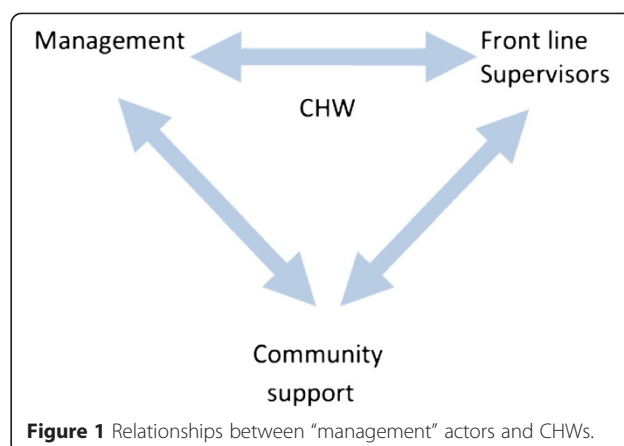 Management
Front line
Supervisors
CHW
Community
support
Figure 1 Relationships between “management” actors and CHWs.